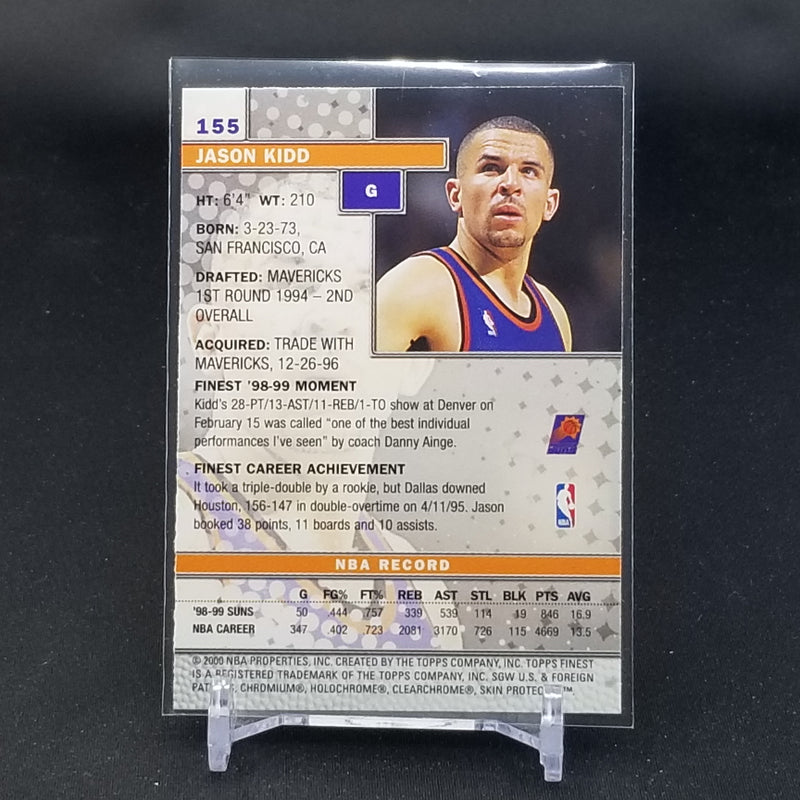 155
JASON KIDD
G
HT: 6'4" WT: 210
BORN: 3-23-73,
SAN FRANCISCO, CA
DRAFTED: MAVERICKS
1ST ROUND 1994 – 2ND
OVERALL
ACQUIRED: TRADE WITH
MAVERICKS, 12-26-96
FINEST '98-99 MOMENT
Kidd's 28-PT/13-AST/11-REB/1-TO show at Denver on
February 15 was called "one of the best individual
performances I've seen" by coach Danny Ainge.
FINEST CAREER ACHIEVEMENT
It took a triple-double by a rookie, but Dallas downed
Houston, 156-147 in double-overtime on 4/11/95. Jason
booked 38 points, 11 boards and 10 assists.
NBA
NBA RECORD
G FG% FT% REB AST STL BLK PTS AVG
'98-99 SUNS 50 .444 .757 339 539 114 19 846 16.9
NBA CAREER 347 .402 .723 2081 3170 726 115 4669 13.5
© 2000 NBA PROPERTIES, INC. CREATED BY THE TOPPS COMPANY, INC. TOPPS FINEST
IS A REGISTERED TRADEMARK OF THE TOPPS COMPANY, INC. SGW U.S. & FOREIGN
CHROMIUM®, HOLOCHROME®, CLEARCHROME®, SKIN